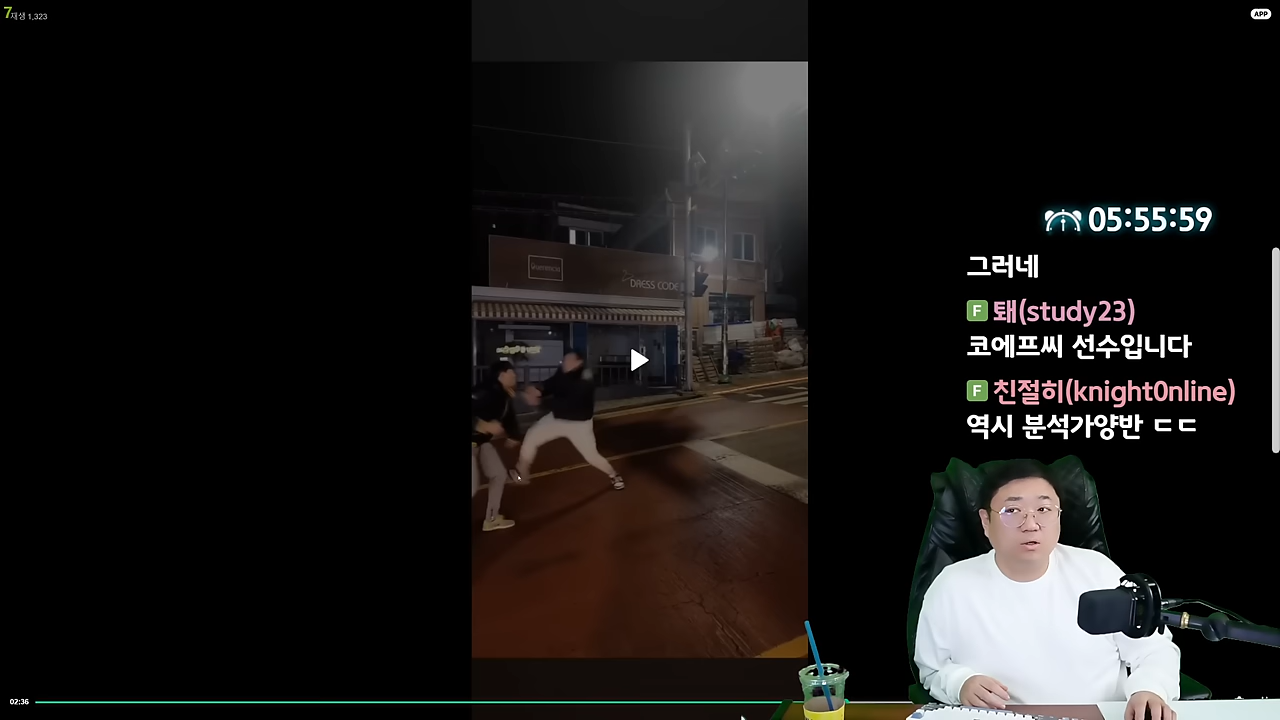 7재생 1,323
APP
DRESS CODE
05:55:59
그러네
F 퇘(study23)
코에프씨 선수입니다
F 친절히(knight0nline)
역시 분석가양반 ㄷㄷ
02:36